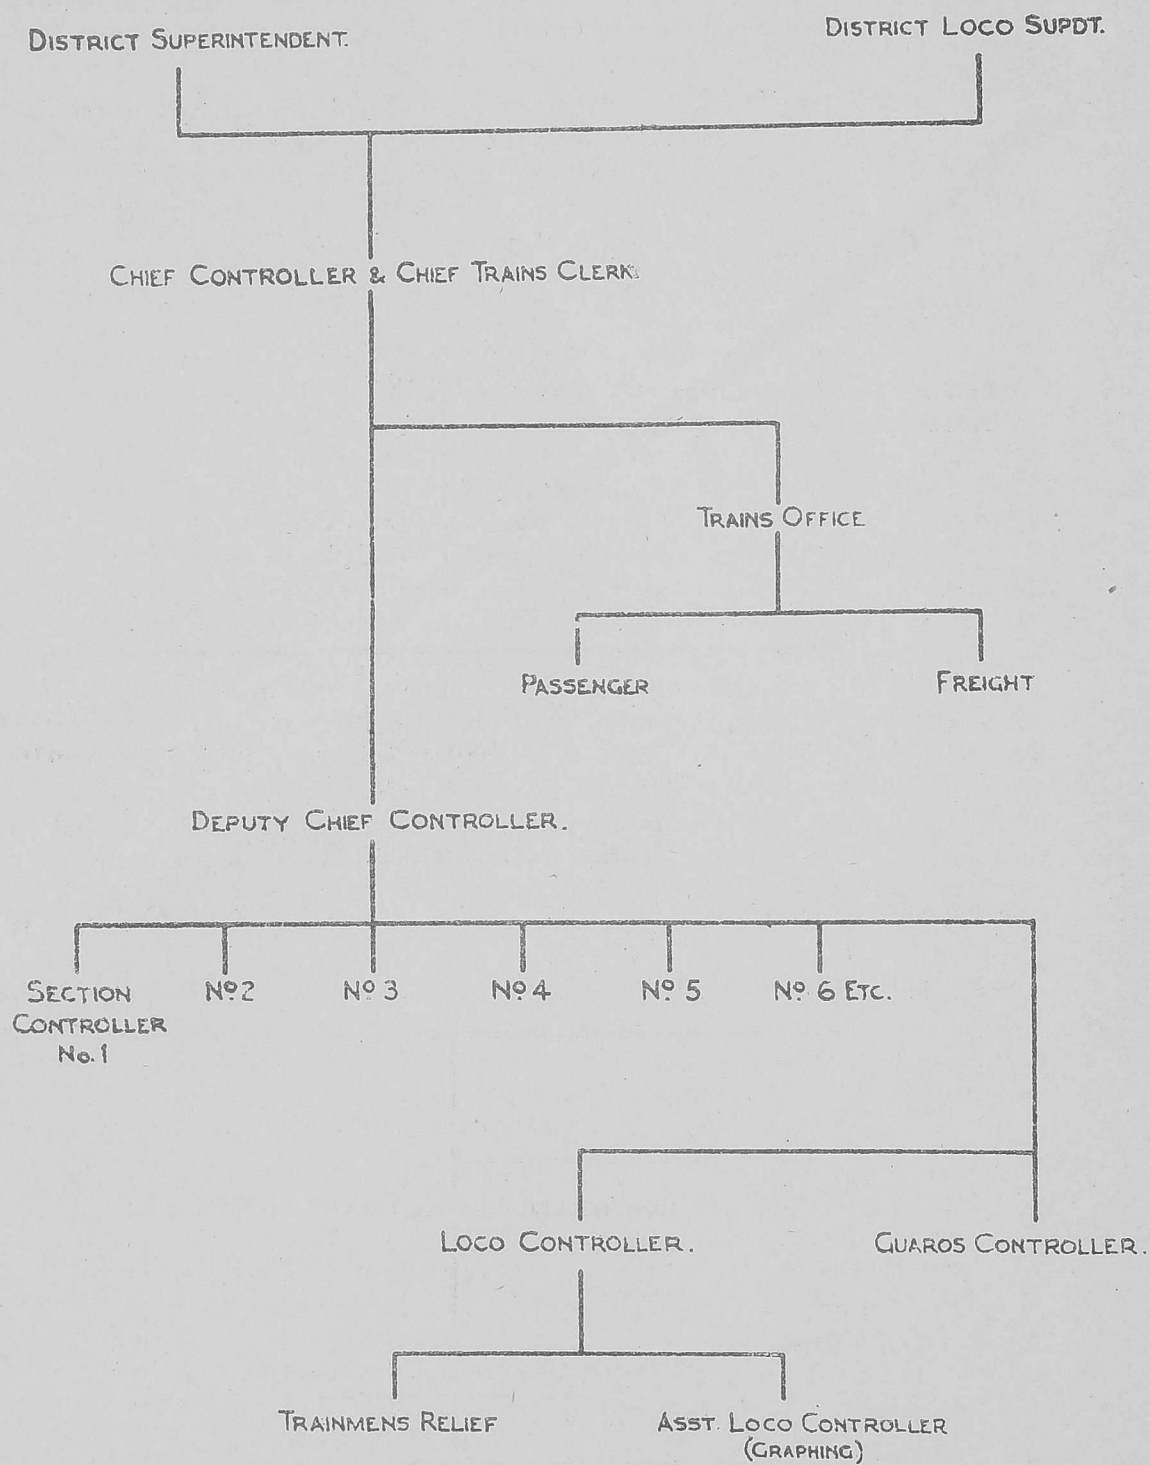 DISTRICT SUPERINTENDENT.
DISTRICT LOCO SUPDT.
CHIEF CONTROLLER & CHIEF TRAINS CLERK.
TRAINS OFFICE
PASSENGER
FREIGHT
DEPUTY CHIEF CONTROLLER.
SECTION
CONTROLLER
No. 1
Nº 2
Nº 3
Nº 4
Nº 5
Nº 6 ETC.
LOCO CONTROLLER.
GUARDS CONTROLLER.
TRAINMENS RELIEF
ASST. LOCO CONTROLLER
(GRAPHING)